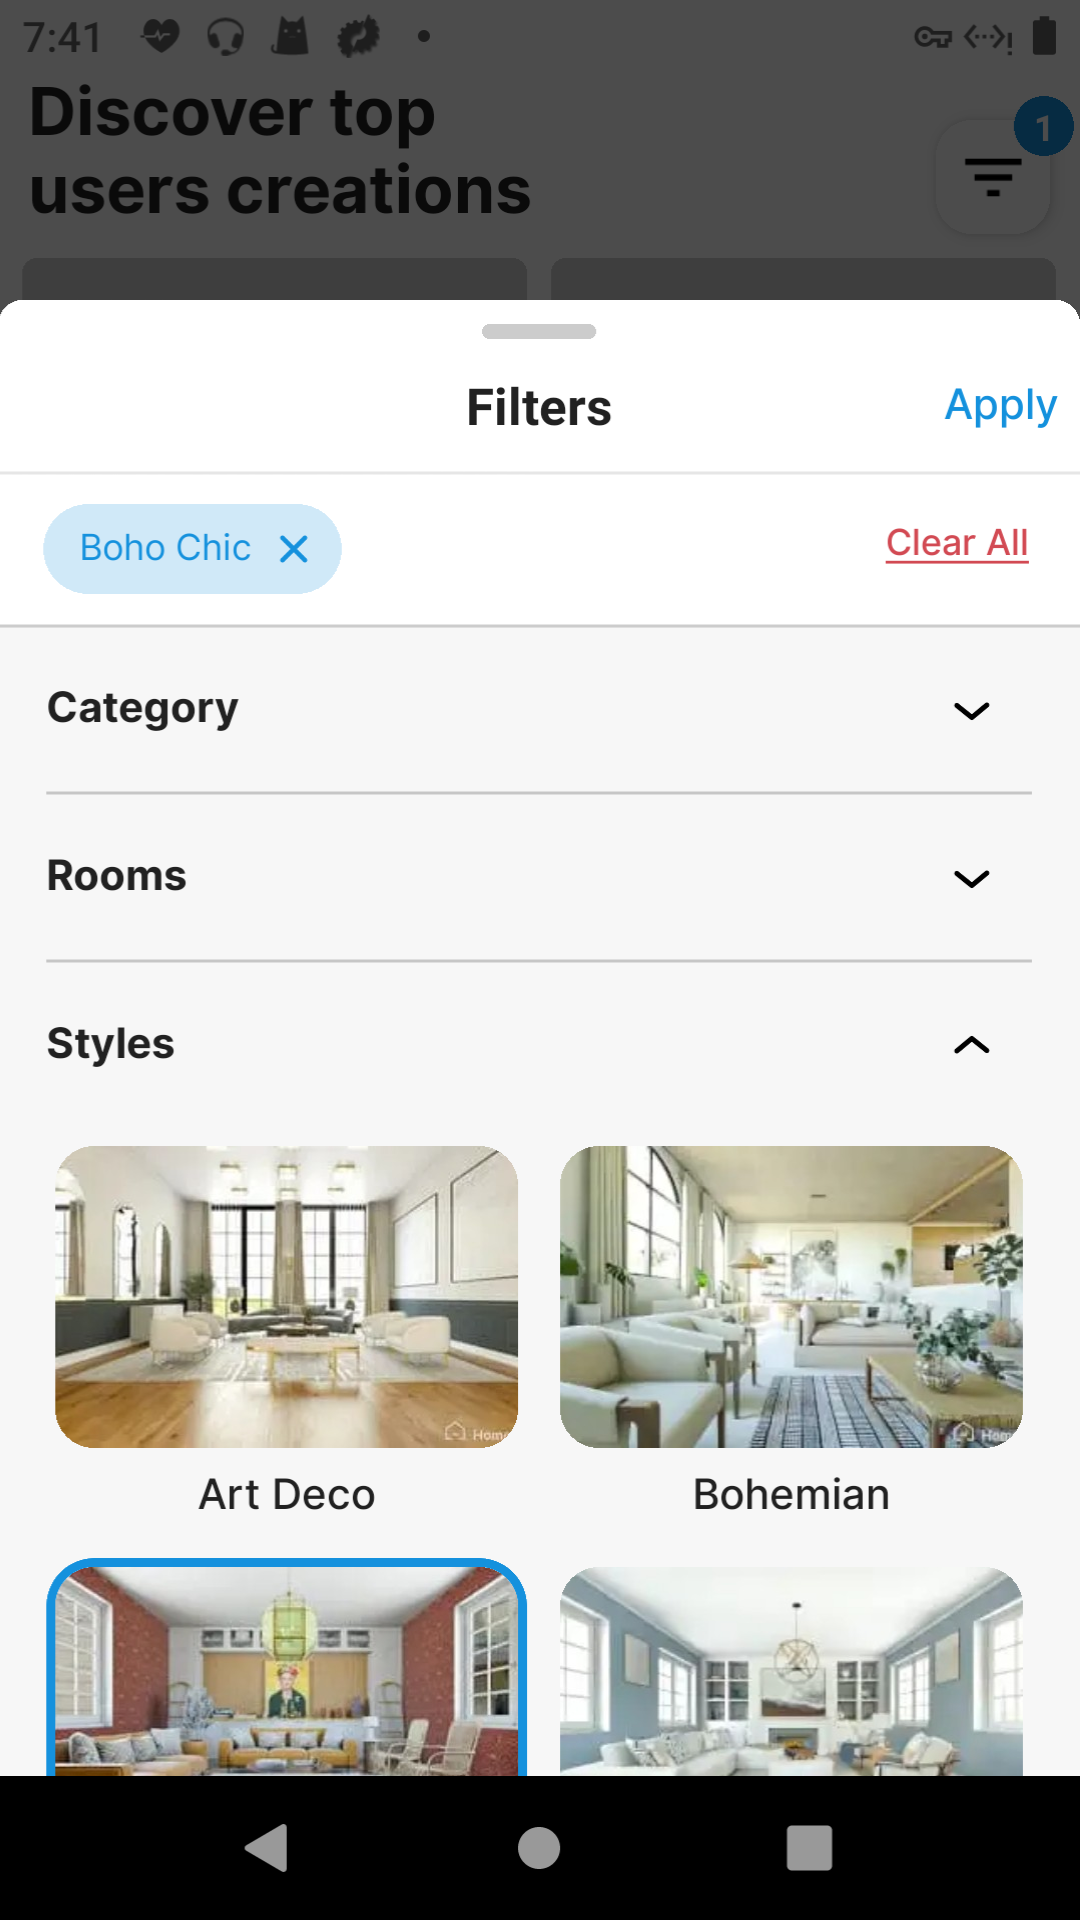 7:41
Discover top
users creations
1
Filters
Apply
Boho Chic
Clear All
Category
Rooms
Styles
Art Deco
Bohemian